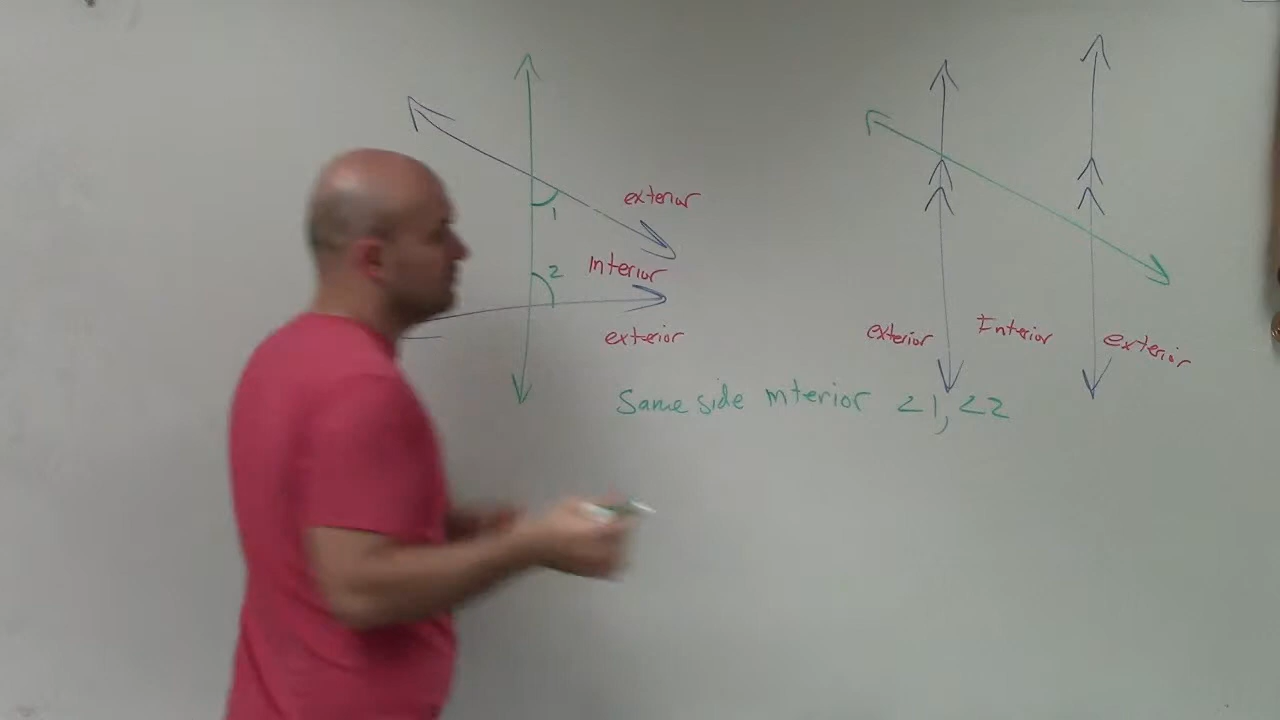 exterior
1
2
Interior
exterior
exterior
Interior
exterior
Same side interior ∠1, ∠2